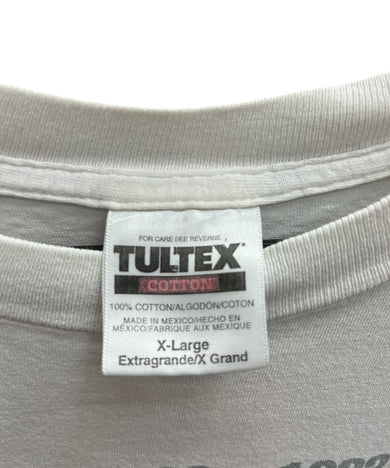 FOR CARE SEE REVERSE
TULTEX
COTTON
100% COTTON/ALGODÓN/COTON
MADE IN MEXICO/HECHO EN
MÉXICO/FABRIQUE AUX MEXIQUE
X-Large
Extragrande/X Grand